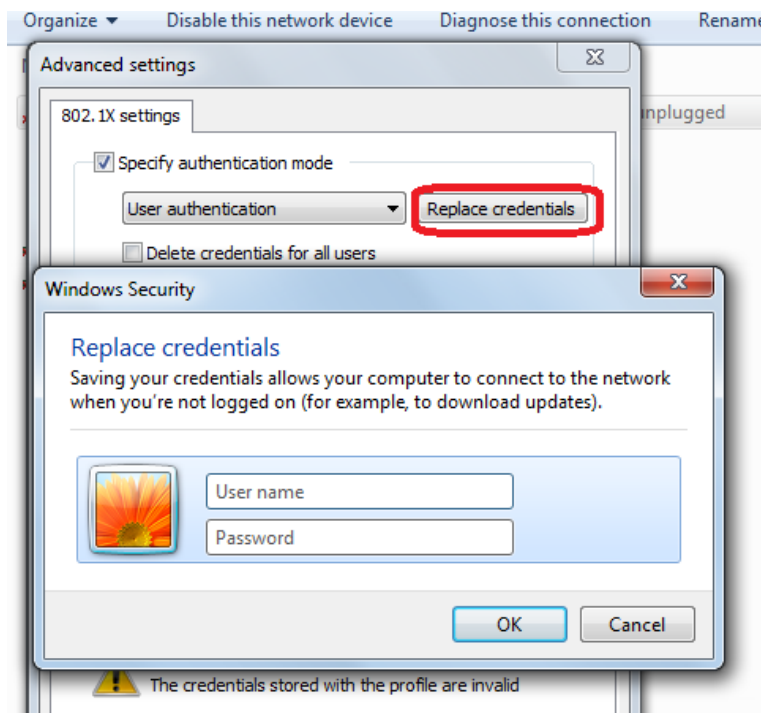 Organize Disable this network device Diagnose this connection Rename
Advanced settings
unplugged
802.1X settings
Specify authentication mode
User authentication Replace credentials
Delete credentials for all users
Windows Security
Replace credentials
Saving your credentials allows your computer to connect to the network
when you're not logged on (for example, to download updates).
User name
Password
OK Cancel
The credentials stored with the profile are invalid